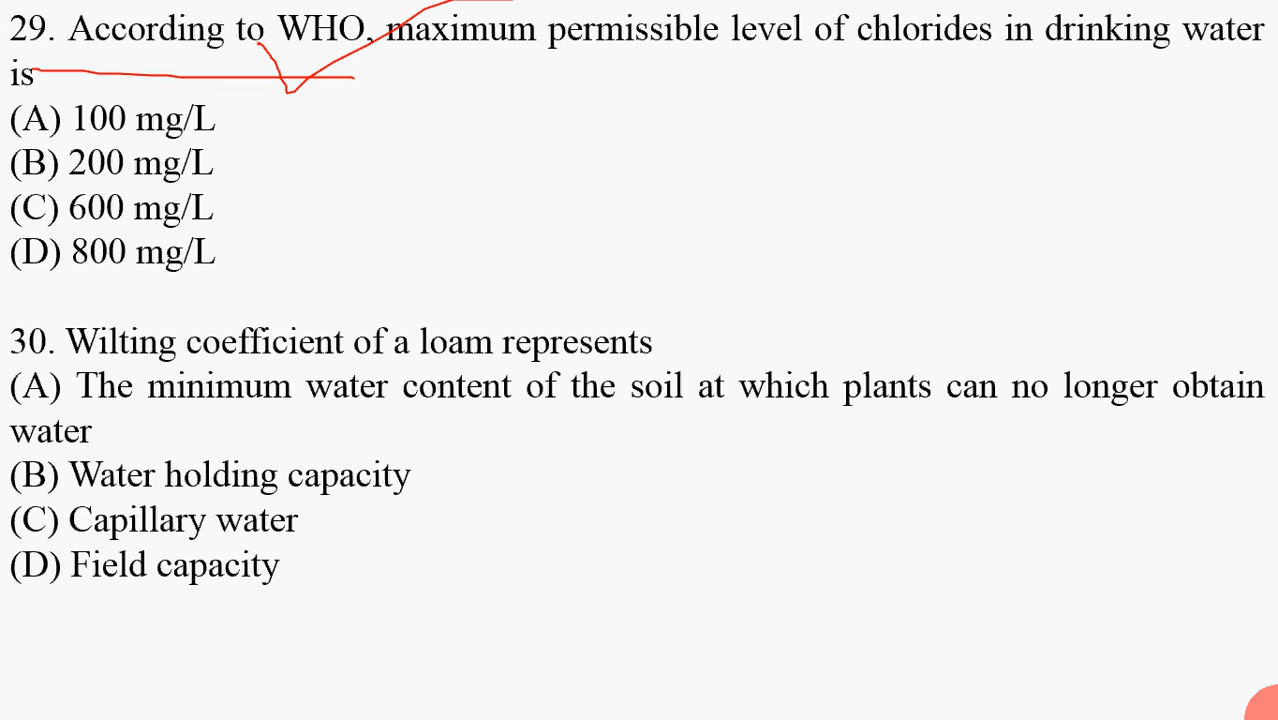 29. According to WHO, maximum permissible level of chlorides in drinking water
is
(A) 100 mg/L
(B) 200 mg/L
(C) 600 mg/L
(D) 800 mg/L
30. Wilting coefficient of a loam represents
(A) The minimum water content of the soil at which plants can no longer obtain
water
(B) Water holding capacity
(C) Capillary water
(D) Field capacity